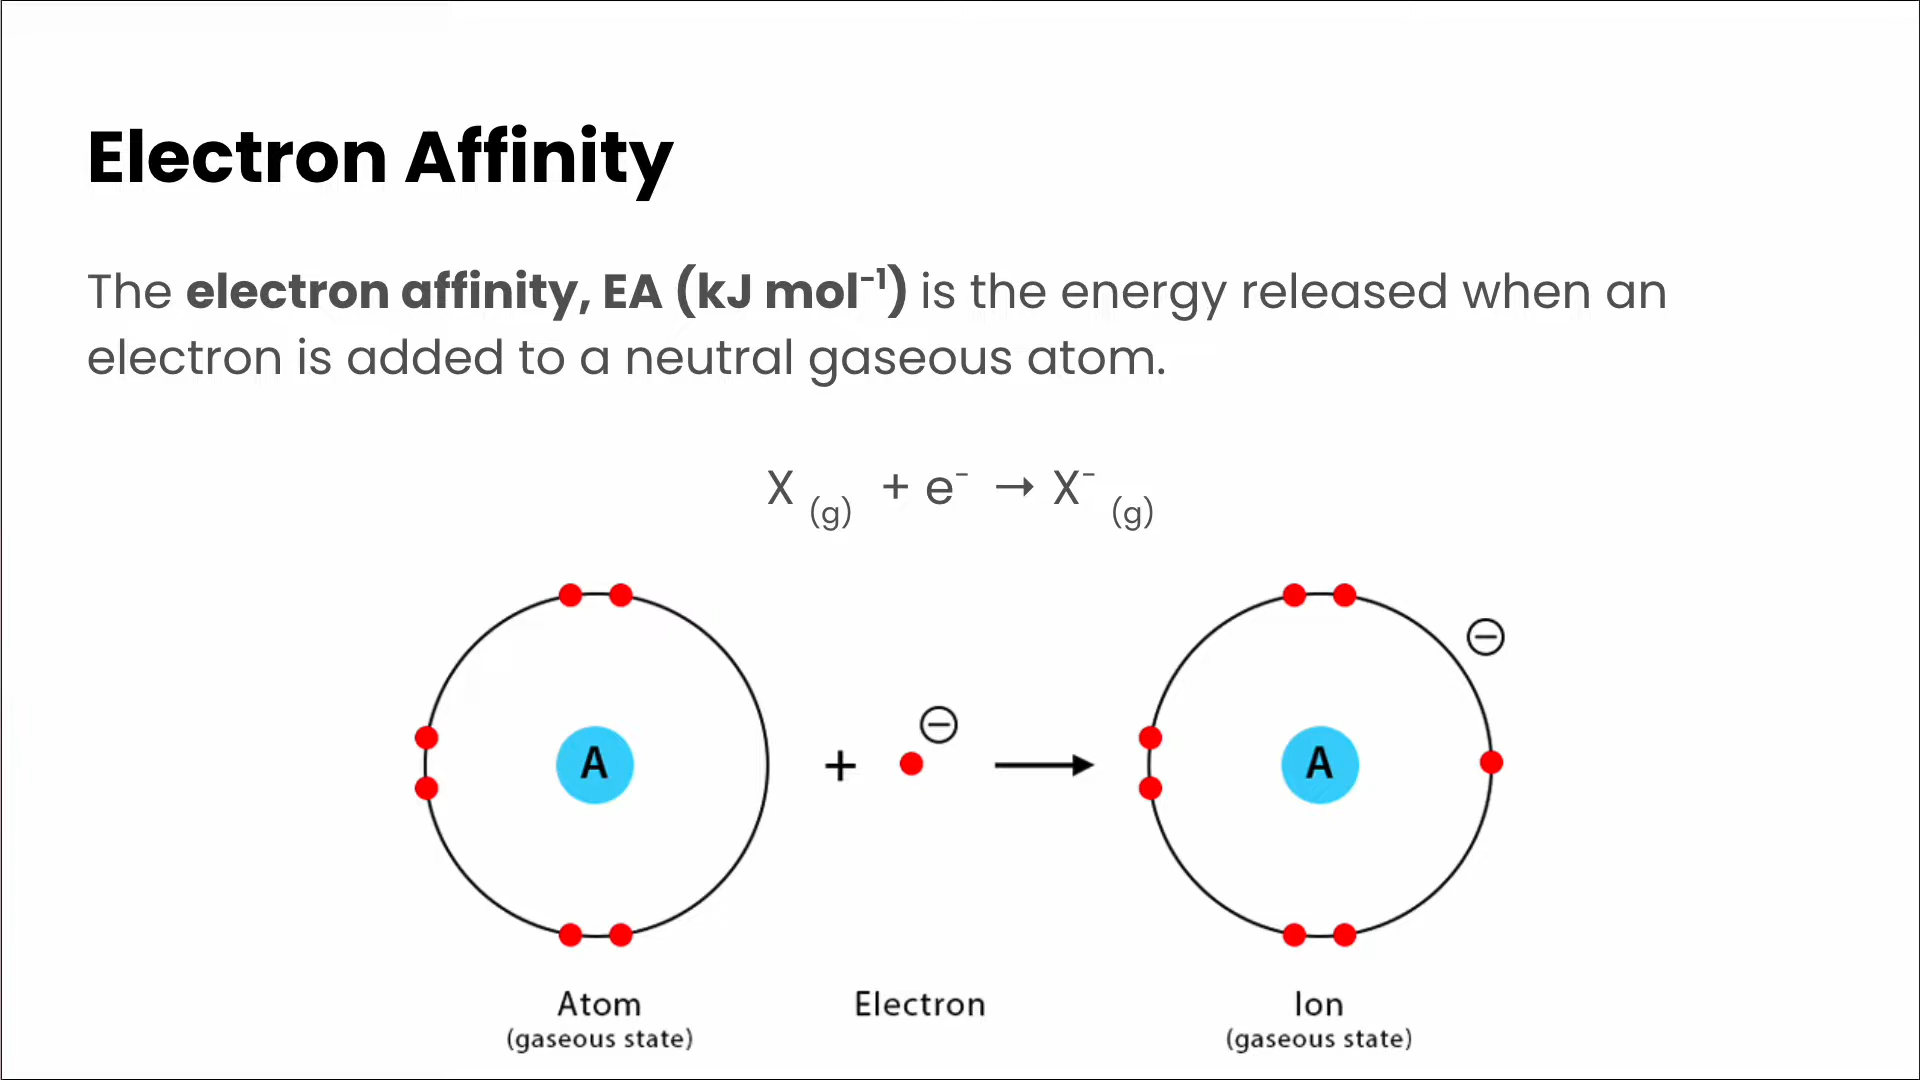 Electron Affinity
The electron affinity, EA (kJ mol⁻¹) is the energy released when an
electron is added to a neutral gaseous atom.
X (g) + e⁻ → X⁻ (g)
A + ⊖ → A ⊖
Atom Electron Ion
(gaseous state) (gaseous state)